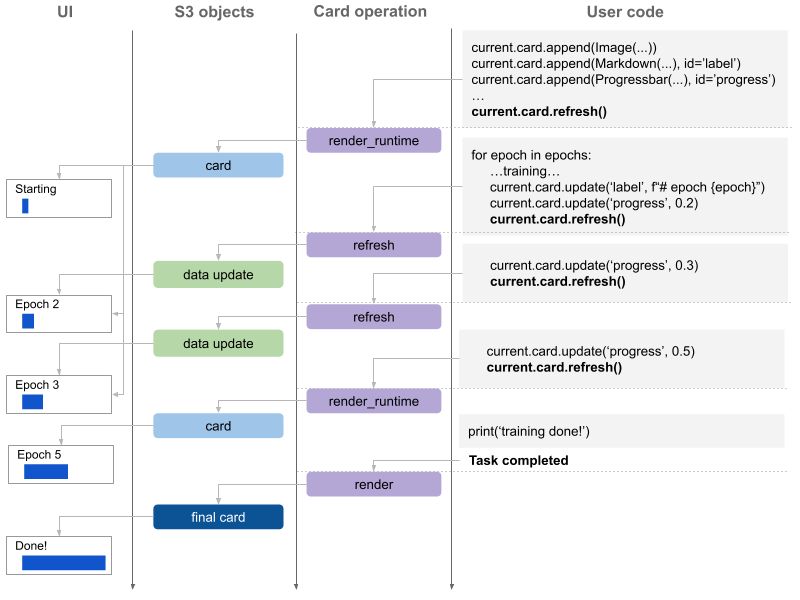 UI
S3 objects
Card operation
User code
current.card.append(Image(...))
current.card.append(Markdown(...), id=’label’)
current.card.append(Progressbar(...), id=’progress’)
…
current.card.refresh()
render_runtime
card
Starting
for epoch in epochs:
…training…
current.card.update(‘label’, f“# epoch {epoch}”)
current.card.update(‘progress’, 0.2)
current.card.refresh()
refresh
data update
Epoch 2
current.card.update(‘progress’, 0.3)
current.card.refresh()
refresh
data update
Epoch 3
current.card.update(‘progress’, 0.5)
current.card.refresh()
render_runtime
card
Epoch 5
print(‘training done!’)
Task completed
render
final card
Done!